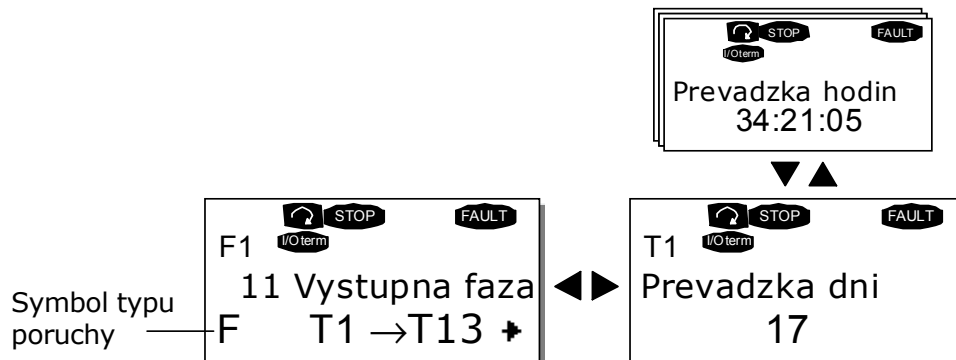 STOP FAULT
I/Oterm
Prevadzka hodin
34:21:05
STOP FAULT
F1 I/Oterm
11 Vystupna faza
F T1 →T13
Symbol typu
poruchy
STOP FAULT
T1 I/Oterm
Prevadzka dni
17